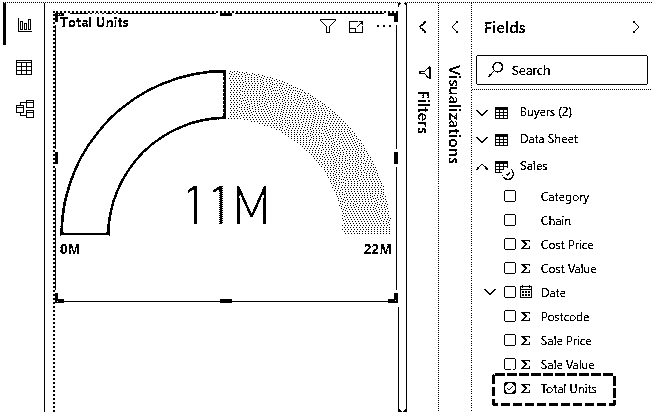 Total Units
11M
0M
22M
Filters
Visualizations
Fields
Search
Buyers (2)
Data Sheet
Sales
Category
Chain
Σ Cost Price
Σ Cost Value
Date
Σ Postcode
Σ Sale Price
Σ Sale Value
Σ Total Units